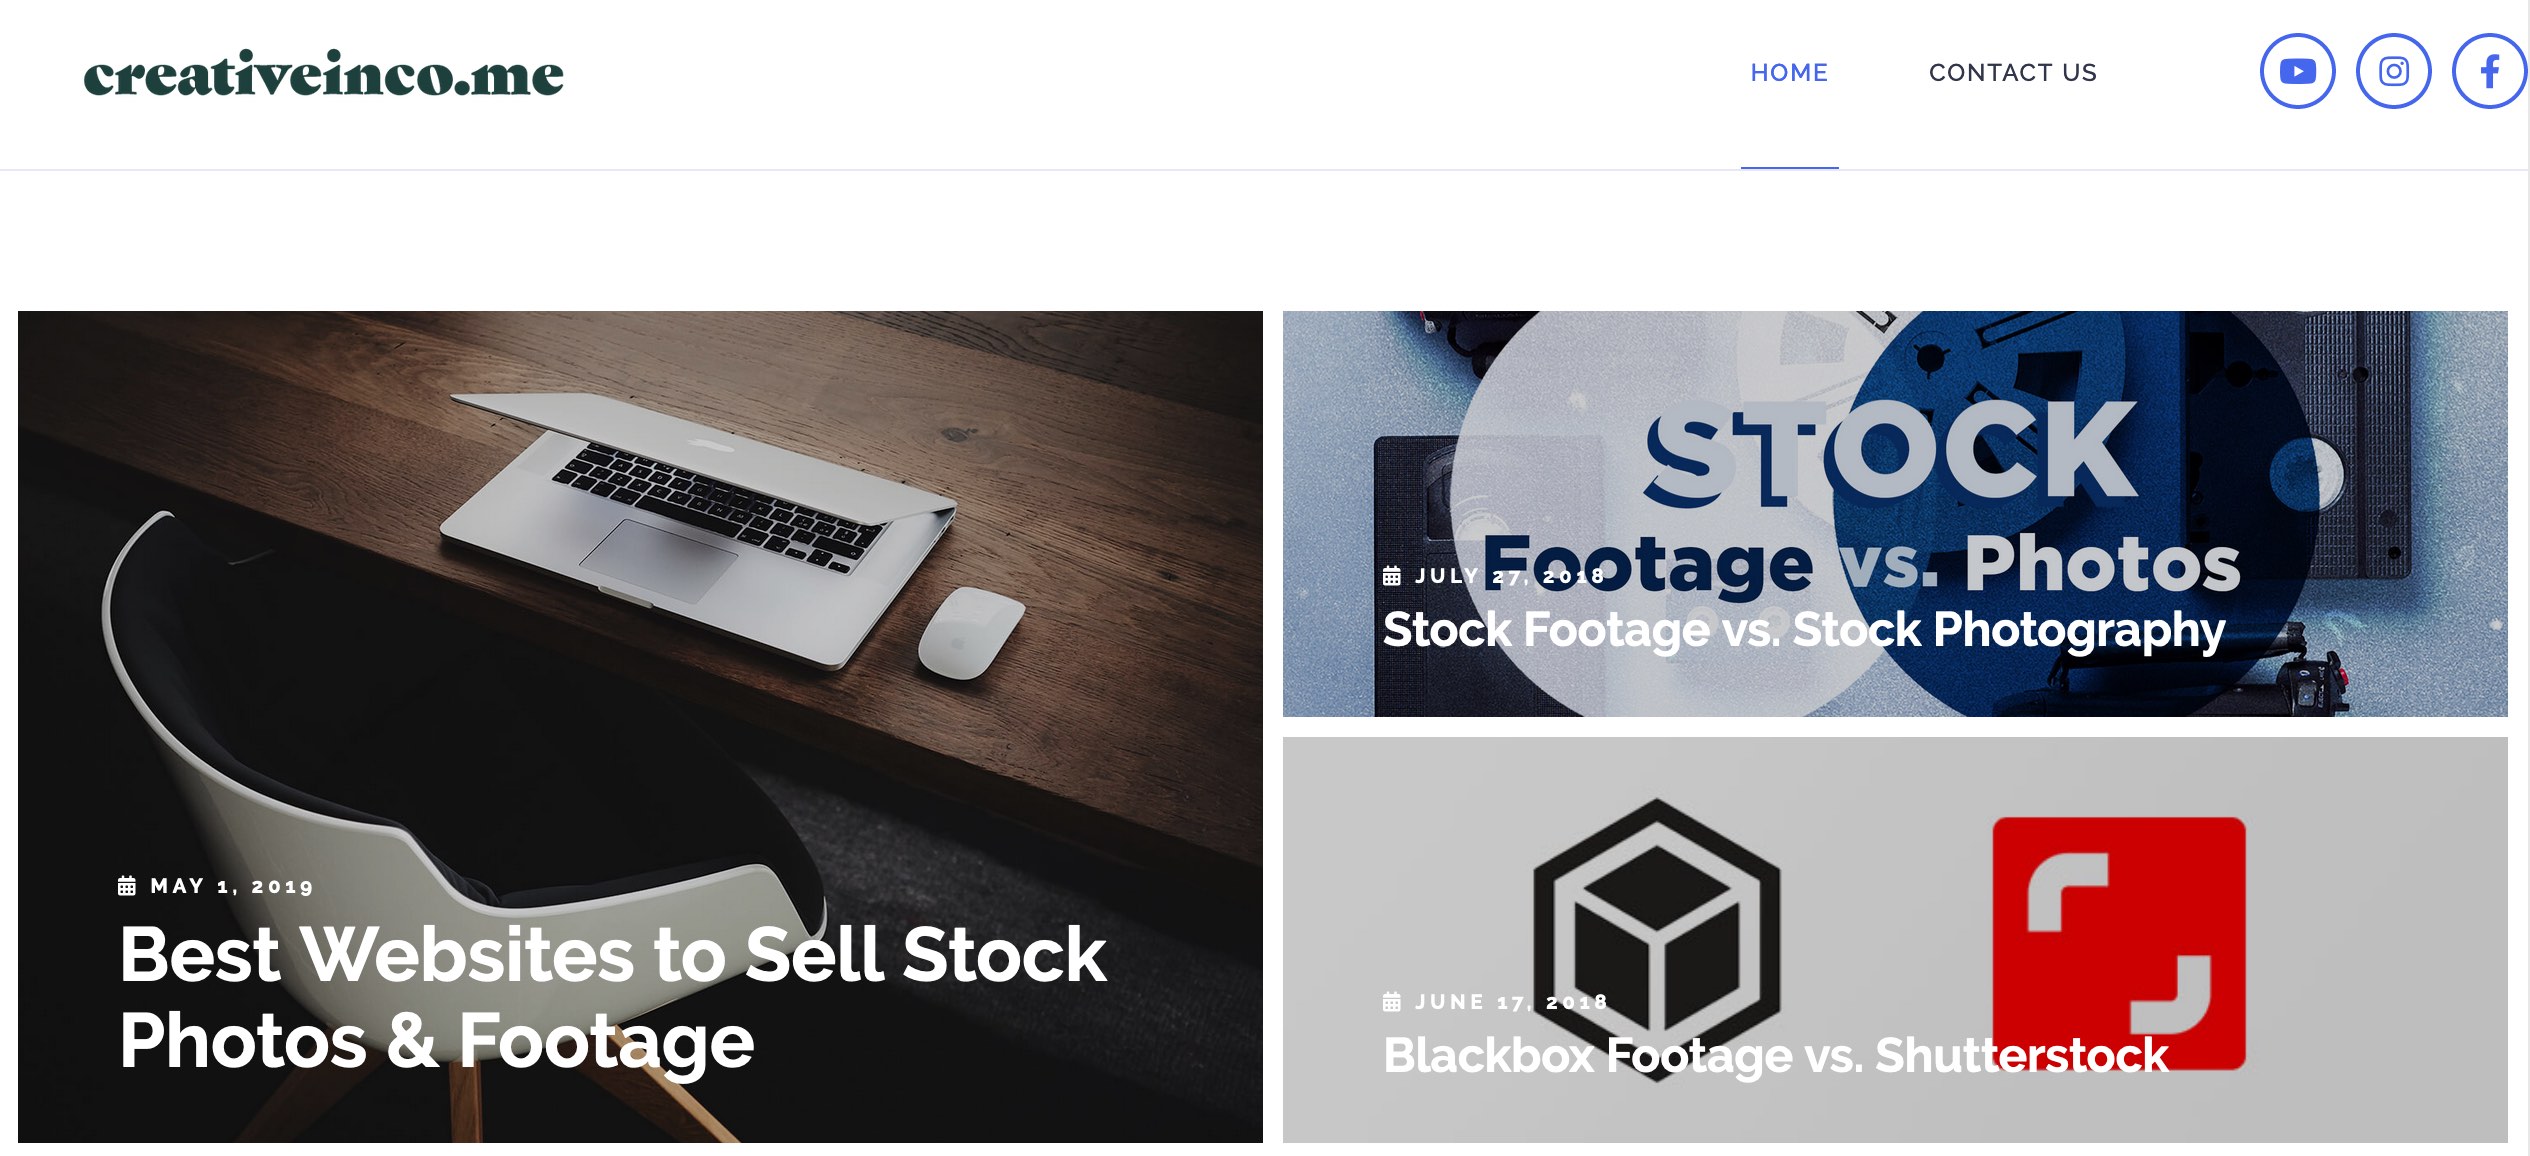 creativeinco.me
HOME
CONTACT US
MAY 1, 2019
Best Websites to Sell Stock
Photos & Footage
STOCK
Footage vs. Photos
JULY 27, 2018
Stock Footage vs. Stock Photography
JUNE 17, 2018
Blackbox Footage vs. Shutterstock